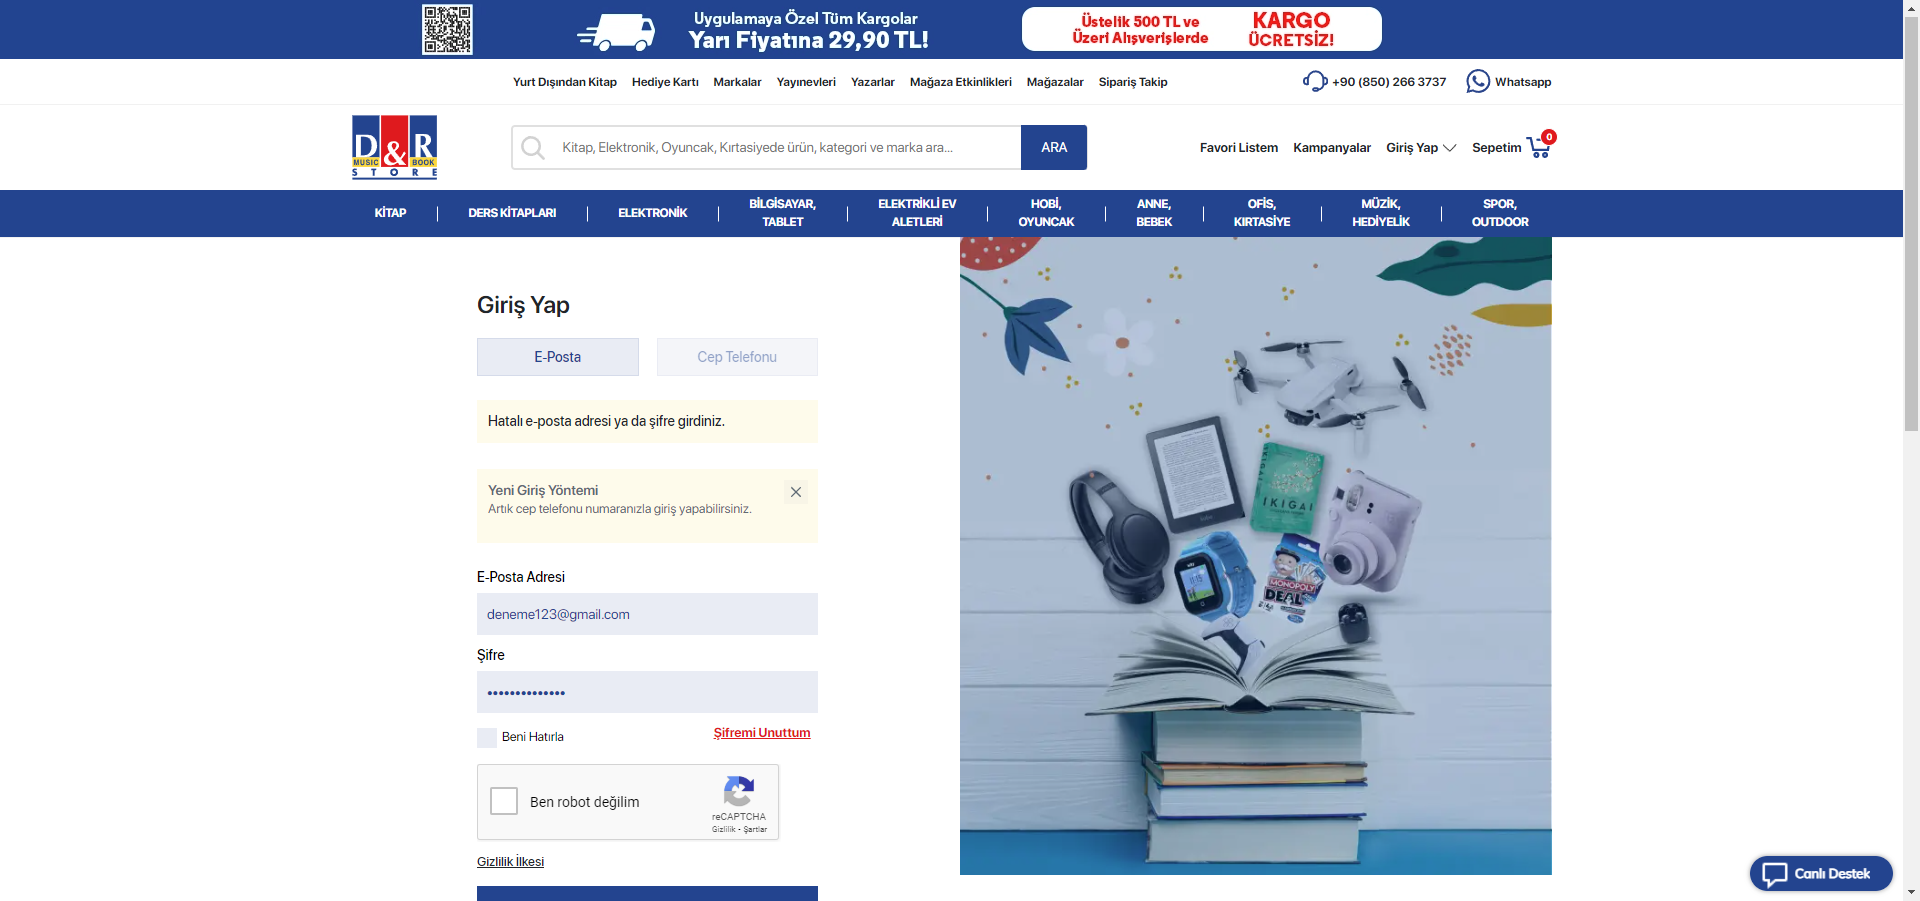 Uygulamaya Özel Tüm Kargolar
Yarı Fiyatına 29,90 TL!
Üstelik 500 TL ve
Üzeri Alışverişlerde
KARGO
ÜCRETSİZ!
Yurt Dışından Kitap Hediye Kartı Markalar Yayınevleri Yazarlar Mağaza Etkinlikleri Mağazalar Sipariş Takip
+90 (850) 266 3737 Whatsapp
D&R
MUSIC BOOK
STORE
Kitap, Elektronik, Oyuncak, Kırtasiyede ürün, kategori ve marka ara...
ARA
Favori Listem Kampanyalar Giriş Yap Sepetim 0
KİTAP
DERS KİTAPLARI
ELEKTRONİK
BİLGİSAYAR,
TABLET
ELEKTRİKLİ EV
ALETLERİ
HOBİ,
OYUNCAK
ANNE,
BEBEK
OFİS,
KIRTASİYE
MÜZİK,
HEDİYELİK
SPOR,
OUTDOOR
Giriş Yap
E-Posta
Cep Telefonu
Hatalı e-posta adresi ya da şifre girdiniz.
Yeni Giriş Yöntemi
Artık cep telefonu numaranızla giriş yapabilirsiniz.
E-Posta Adresi
deneme123@gmail.com
Şifre
Beni Hatırla
Şifremi Unuttum
Ben robot değilim
reCAPTCHA
Gizlilik - Şartlar
Gizlilik İlkesi
IKIGAI
MONOPOLY
DEAL
Canlı Destek